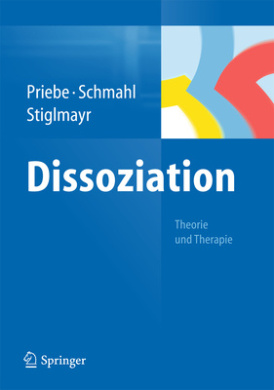 Priebe · Schmahl
Stiglmayr
Dissoziation
Theorie
und Therapie
Springer